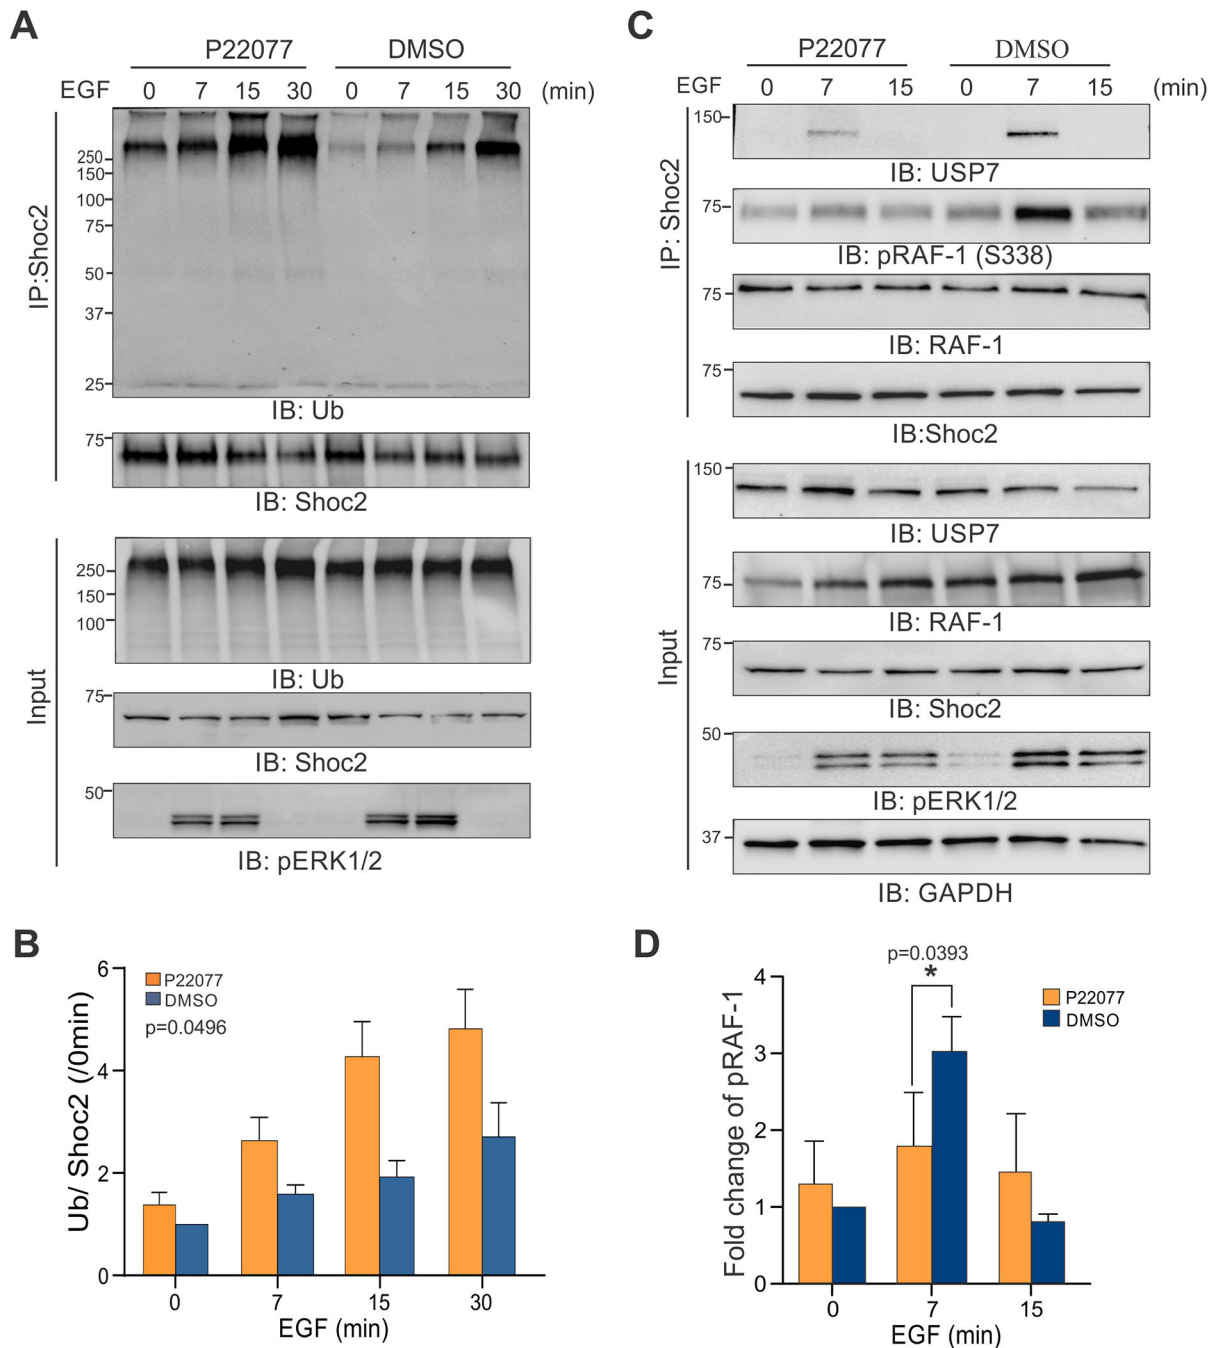 A
P22077 DMSO
EGF 0 7 15 30 0 7 15 30 (min)
IP:Shoc2
250
150
100
75
50
37
25
IB: Ub
75
IB: Shoc2
Input
250
150
100
IB: Ub
75
IB: Shoc2
50
IB: pERK1/2
B
P22077
DMSO
p=0.0496
Ub/ Shoc2 (/0min)
6
4
2
0
0 7 15 30
EGF (min)
C
P22077 DMSO
EGF 0 7 15 0 7 15 (min)
IP: Shoc2
150
IB: USP7
75
IB: pRAF-1 (S338)
75
IB: RAF-1
75
IB:Shoc2
Input
150
IB: USP7
75
IB: RAF-1
75
IB: Shoc2
50
IB: pERK1/2
37
IB: GAPDH
D
p=0.0393
*
P22077
DMSO
Fold change of pRAF-1
4
3
2
1
0
0 7 15
EGF (min)